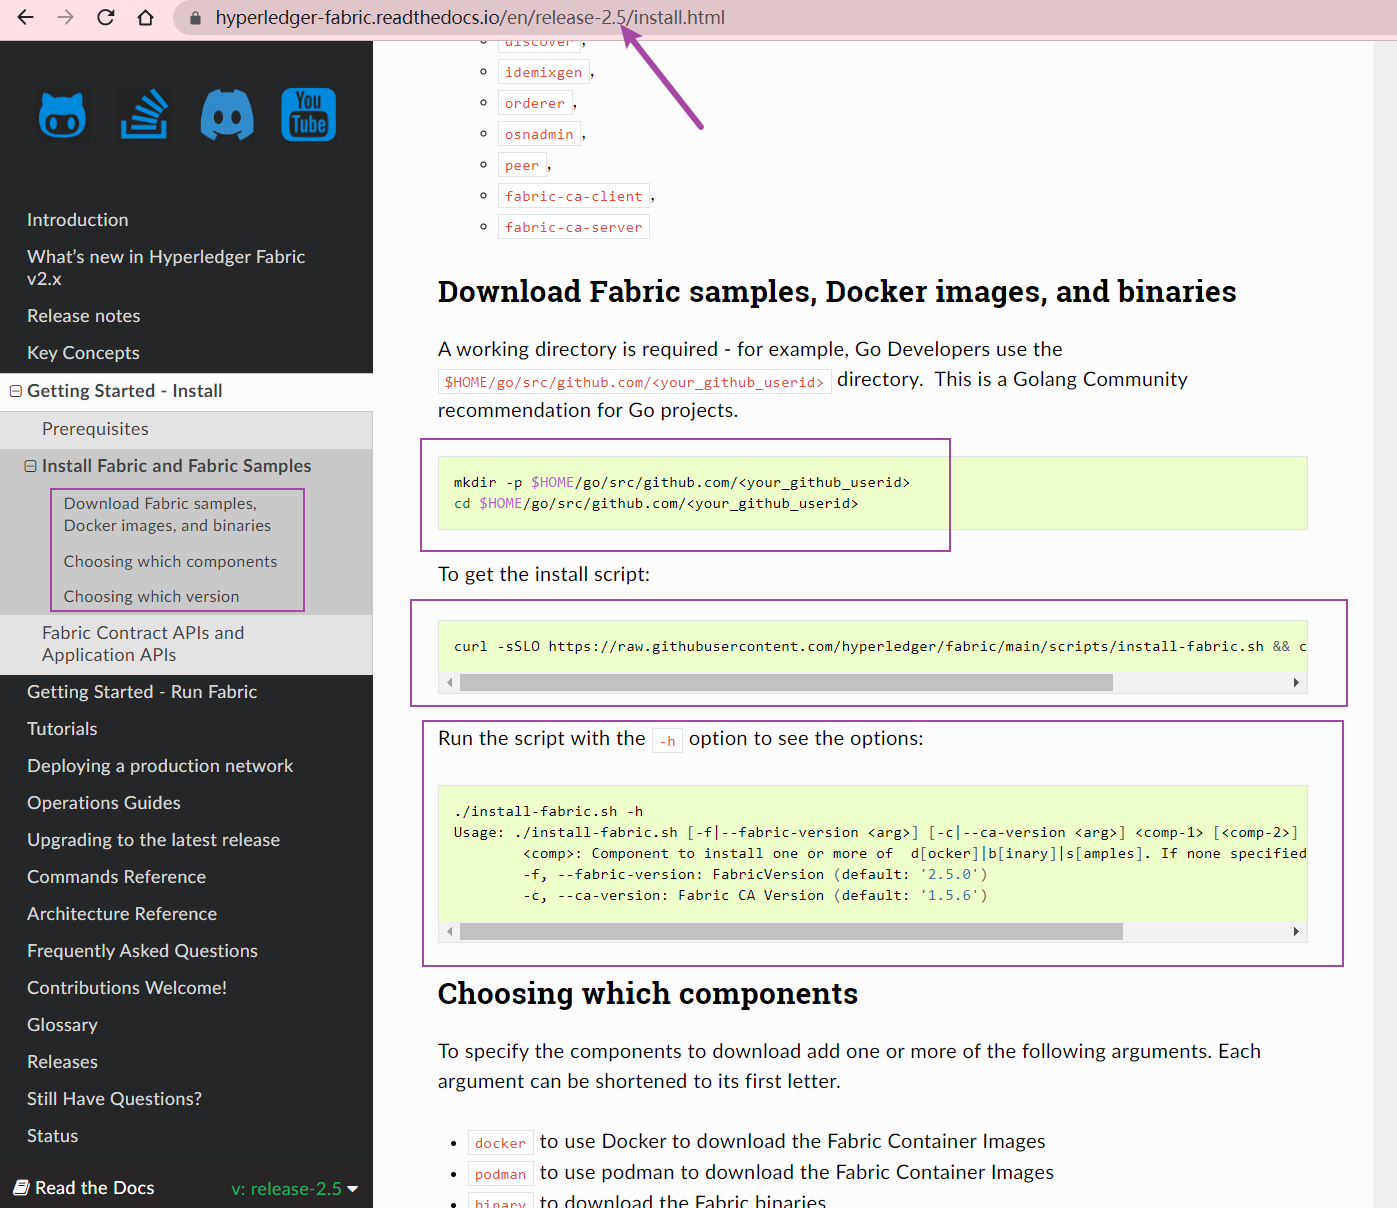 hyperledger-fabric.readthedocs.io/en/release-2.5/install.html
You
Tube
Introduction
What's new in Hyperledger Fabric
v2.x
Release notes
Key Concepts
Getting Started - Install
Prerequisites
Install Fabric and Fabric Samples
Download Fabric samples,
Docker images, and binaries
Choosing which components
Choosing which version
Fabric Contract APIs and
Application APIs
Getting Started - Run Fabric
Tutorials
Deploying a production network
Operations Guides
Upgrading to the latest release
Commands Reference
Architecture Reference
Frequently Asked Questions
Contributions Welcome!
Glossary
Releases
Still Have Questions?
Status
Read the Docs
v: release-2.5
discover,
idemixgen,
orderer,
osnadmin,
peer,
fabric-ca-client,
fabric-ca-server
Download Fabric samples, Docker images, and binaries
A working directory is required - for example, Go Developers use the
$HOME/go/src/github.com/<your_github_userid> directory.  This is a Golang Community
recommendation for Go projects.
mkdir -p $HOME/go/src/github.com/<your_github_userid>
cd $HOME/go/src/github.com/<your_github_userid>
To get the install script:
curl -sSLO https://raw.githubusercontent.com/hyperledger/fabric/main/scripts/install-fabric.sh && c
Run the script with the -h option to see the options:
./install-fabric.sh -h
Usage: ./install-fabric.sh [-f|--fabric-version <arg>] [-c|--ca-version <arg>] <comp-1> [<comp-2>]
<comp>: Component to install one or more of  d[ocker]|b[inary]|s[amples]. If none specified
-f, --fabric-version: FabricVersion (default: '2.5.0')
-c, --ca-version: Fabric CA Version (default: '1.5.6')
Choosing which components
To specify the components to download add one or more of the following arguments. Each
argument can be shortened to its first letter.
docker to use Docker to download the Fabric Container Images
podman to use podman to download the Fabric Container Images
binary to download the Fabric binaries